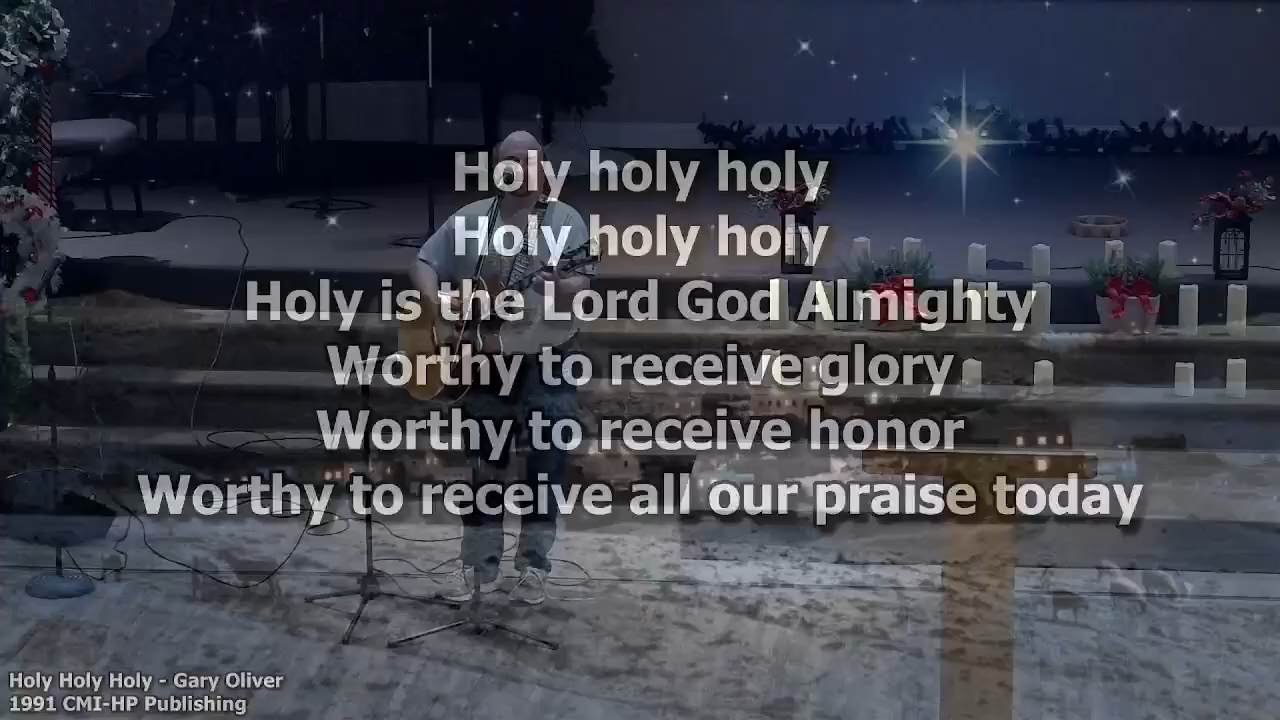 Holy holy holy
Holy holy holy
Holy is the Lord God Almighty
Worthy to receive glory
Worthy to receive honor
Worthy to receive all our praise today
Holy Holy Holy - Gary Oliver
1991 CMI-HP Publishing